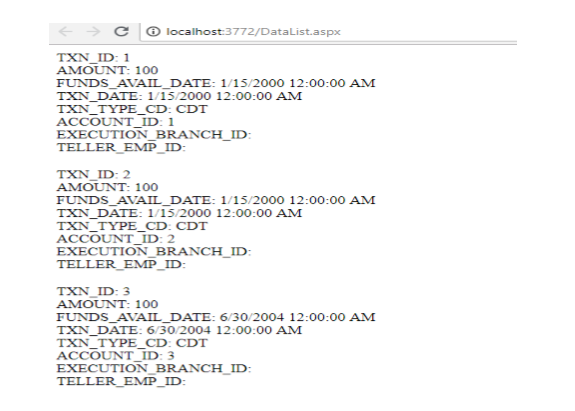 localhost:3772/DataList.aspx
TXN_ID: 1
AMOUNT: 100
FUNDS_AVAIL_DATE: 1/15/2000 12:00:00 AM
TXN_DATE: 1/15/2000 12:00:00 AM
TXN_TYPE_CD: CDT
ACCOUNT_ID: 1
EXECUTION_BRANCH_ID:
TELLER_EMP_ID:
TXN_ID: 2
AMOUNT: 100
FUNDS_AVAIL_DATE: 1/15/2000 12:00:00 AM
TXN_DATE: 1/15/2000 12:00:00 AM
TXN_TYPE_CD: CDT
ACCOUNT_ID: 2
EXECUTION_BRANCH_ID:
TELLER_EMP_ID:
TXN_ID: 3
AMOUNT: 100
FUNDS_AVAIL_DATE: 6/30/2004 12:00:00 AM
TXN_DATE: 6/30/2004 12:00:00 AM
TXN_TYPE_CD: CDT
ACCOUNT_ID: 3
EXECUTION_BRANCH_ID:
TELLER_EMP_ID: